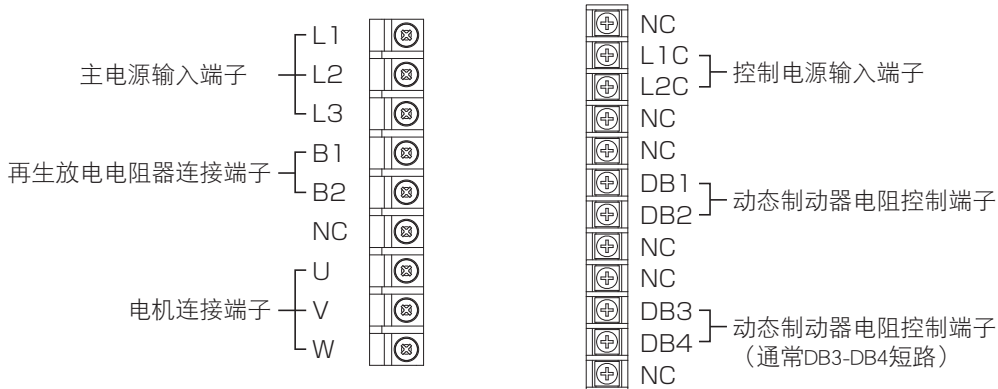 L1
主电源输入端子 L2
L3
再生放电电阻器连接端子 B1
B2
NC
U
电机连接端子 V
W
NC
L1C
L2C
控制电源输入端子
NC
NC
DB1
DB2
动态制动器电阻控制端子
NC
NC
DB3
DB4
动态制动器电阻控制端子
（通常DB3-DB4短路）
NC